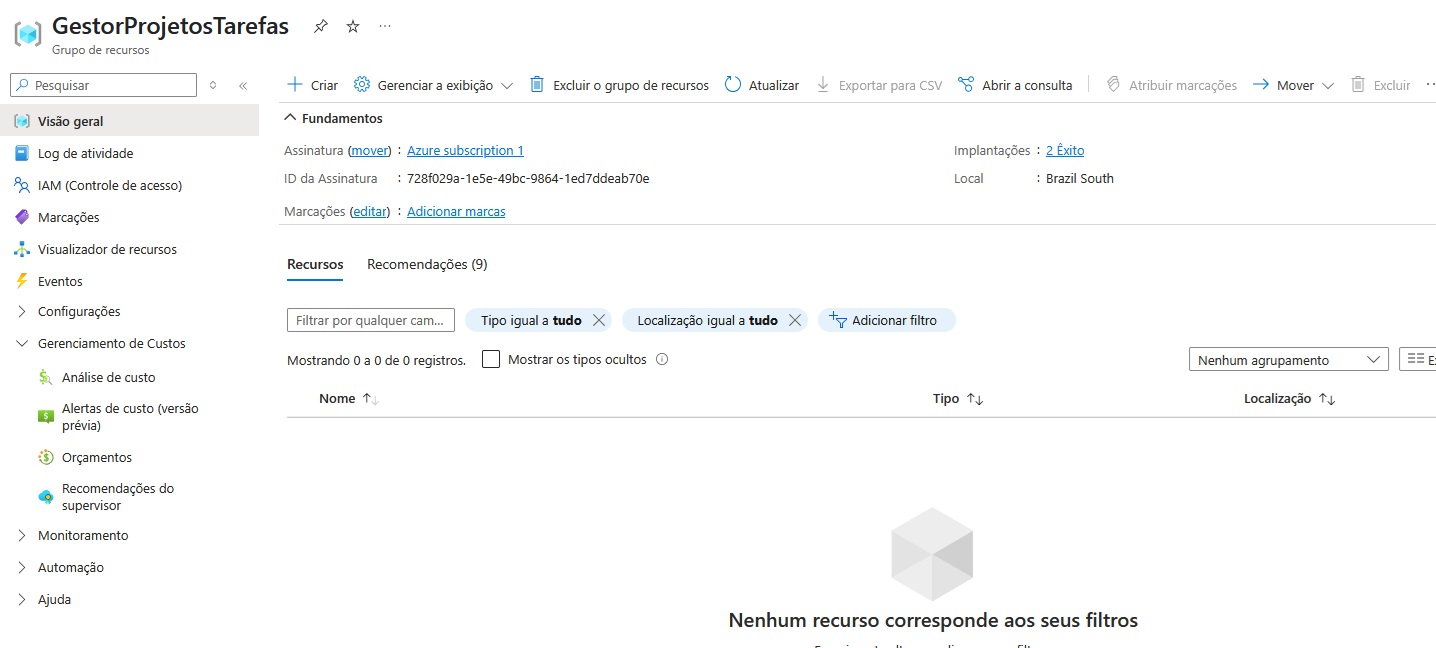 GestorProjetosTarefas
Grupo de recursos
Pesquisar
Criar Gerenciar a exibição Excluir o grupo de recursos Atualizar Exportar para CSV Abrir a consulta Atribuir marcações Mover Excluir
Visão geral
Log de atividade
IAM (Controle de acesso)
Marcações
Visualizador de recursos
Eventos
Configurações
Gerenciamento de Custos
Análise de custo
Alertas de custo (versão
prévia)
Orçamentos
Recomendações do
supervisor
Monitoramento
Automação
Ajuda
Fundamentos
Assinatura (mover) : Azure subscription 1
ID da Assinatura : 728f029a-1e5e-49bc-9864-1ed7ddeab70e
Marcações (editar) : Adicionar marcas
Implantações : 2 Êxito
Local : Brazil South
Recursos Recomendações (9)
Filtrar por qualquer cam... Tipo igual a tudo Localização igual a tudo Adicionar filtro
Mostrando 0 a 0 de 0 registros. Mostrar os tipos ocultos Nenhum agrupamento
Nome Tipo Localização
Nenhum recurso corresponde aos seus filtros